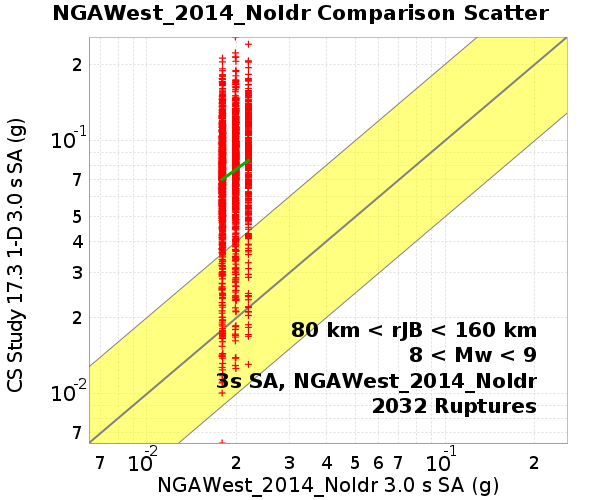 NGAWest_2014_NoIdr Comparison Scatter
CS Study 17.3 1-D 3.0 s SA (g)
2
10-1
7
5
4
3
2
10-2
7
80 km < rJB < 160 km
8 < Mw < 9
3s SA, NGAWest_2014_NoIdr
2032 Ruptures
7 10-2 2 3 4 5 6 7 10-1 2
NGAWest_2014_NoIdr 3.0 s SA (g)